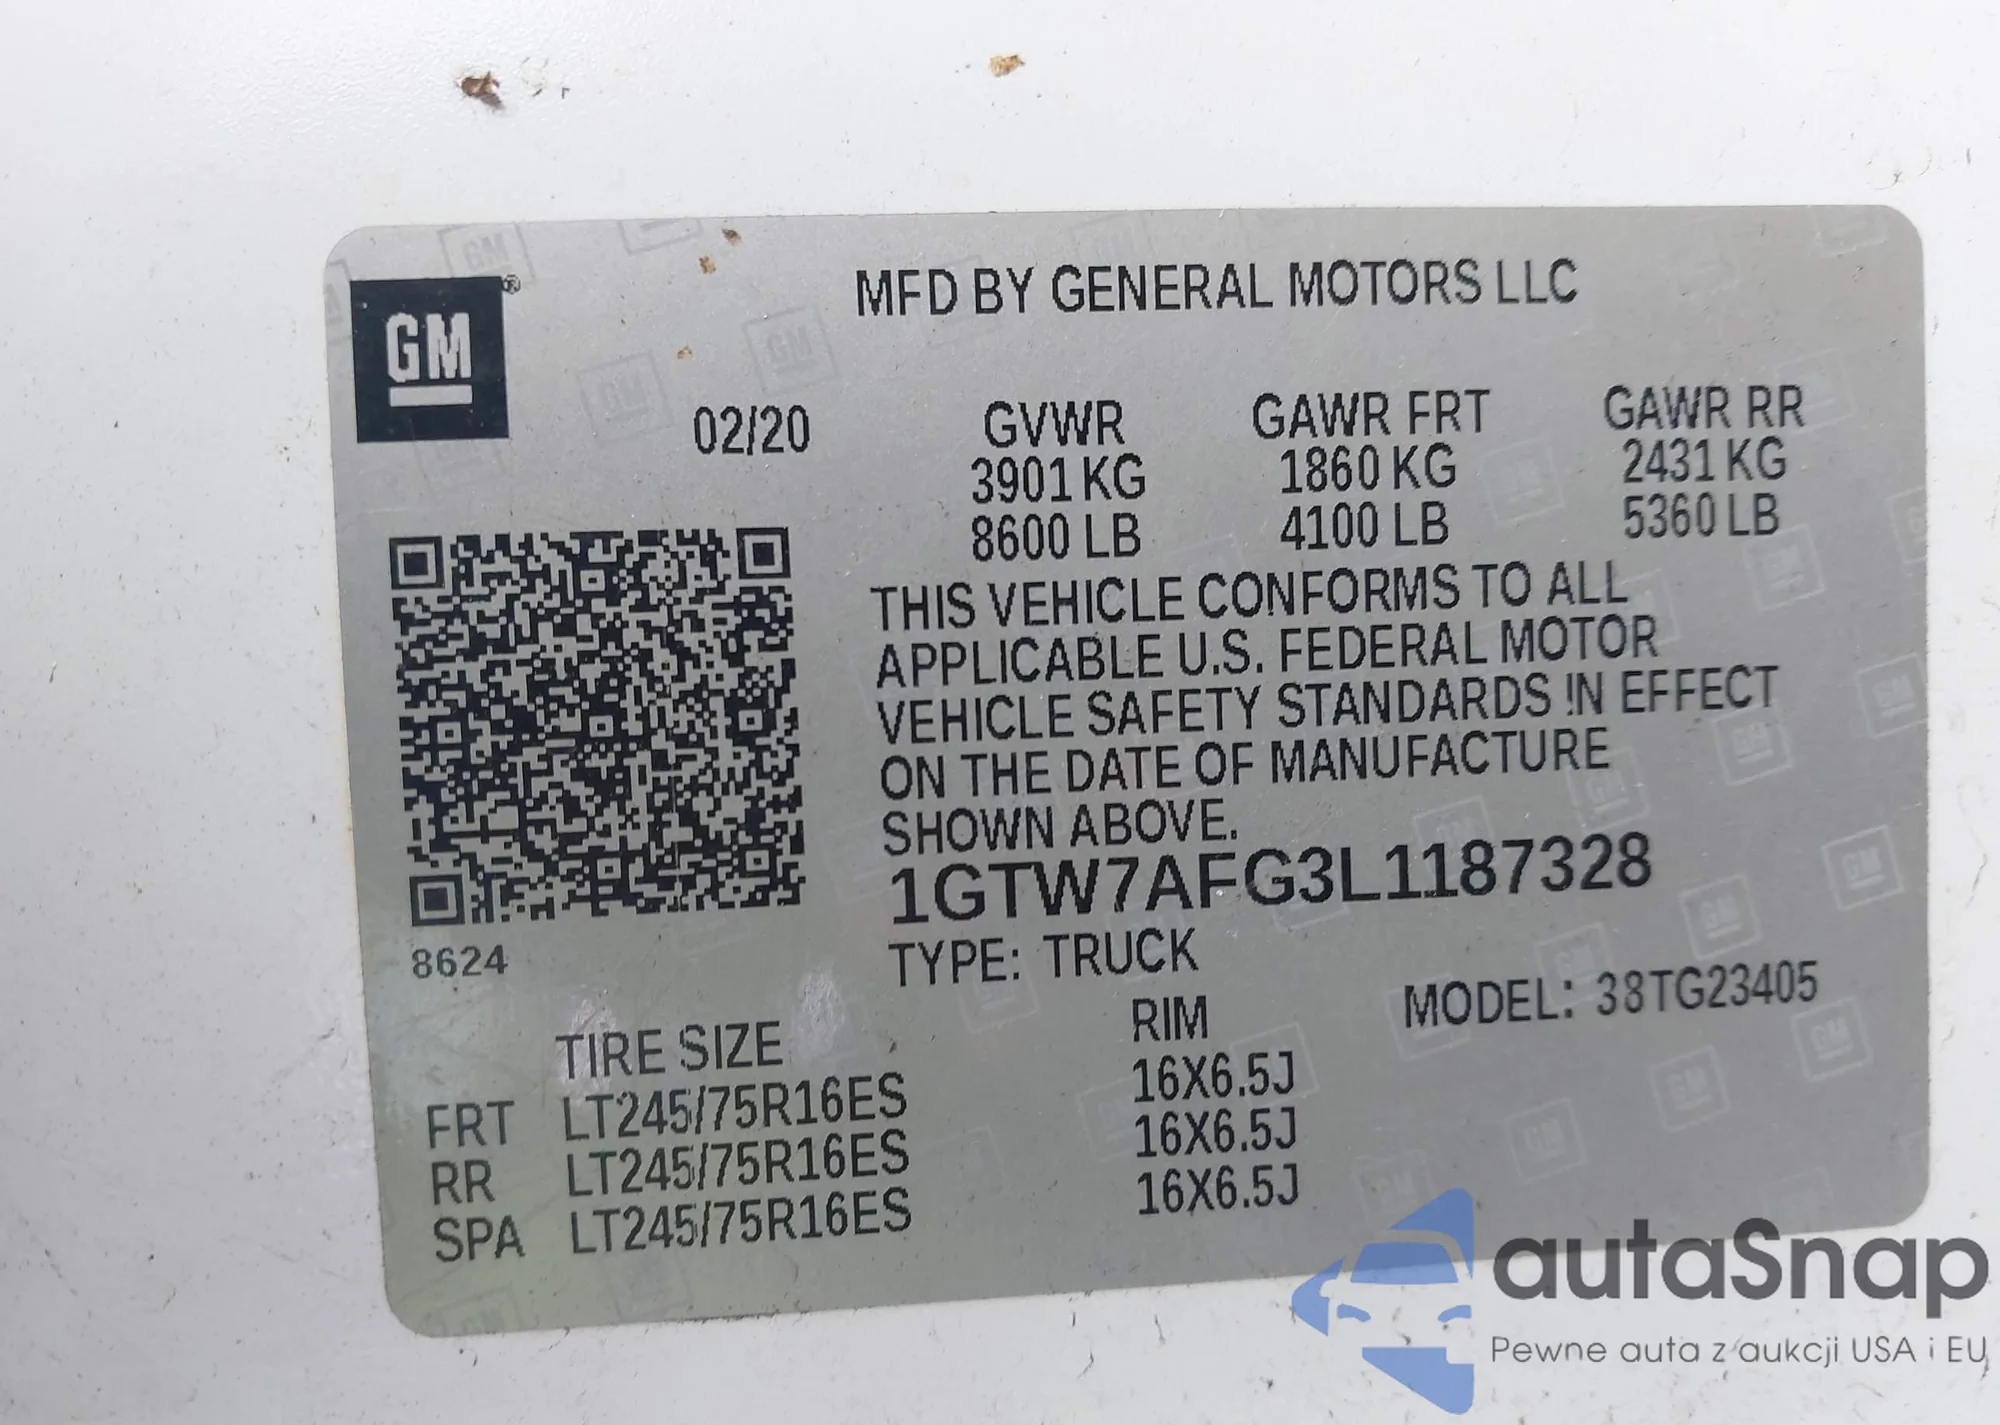 GM®
MFD BY GENERAL MOTORS LLC
02/20 GVWR GAWR FRT GAWR RR
3901 KG 1860 KG 2431 KG
8600 LB 4100 LB 5360 LB
THIS VEHICLE CONFORMS TO ALL
APPLICABLE U.S. FEDERAL MOTOR
VEHICLE SAFETY STANDARDS IN EFFECT
ON THE DATE OF MANUFACTURE
SHOWN ABOVE.
1GTW7AFG3L1187328
8624
TYPE: TRUCK
MODEL: 38TG23405
TIRE SIZE RIM
FRT LT245/75R16ES 16X6.5J
RR LT245/75R16ES 16X6.5J
SPA LT245/75R16ES 16X6.5J
autaSnap
Pewne auta z aukcji USA i EU